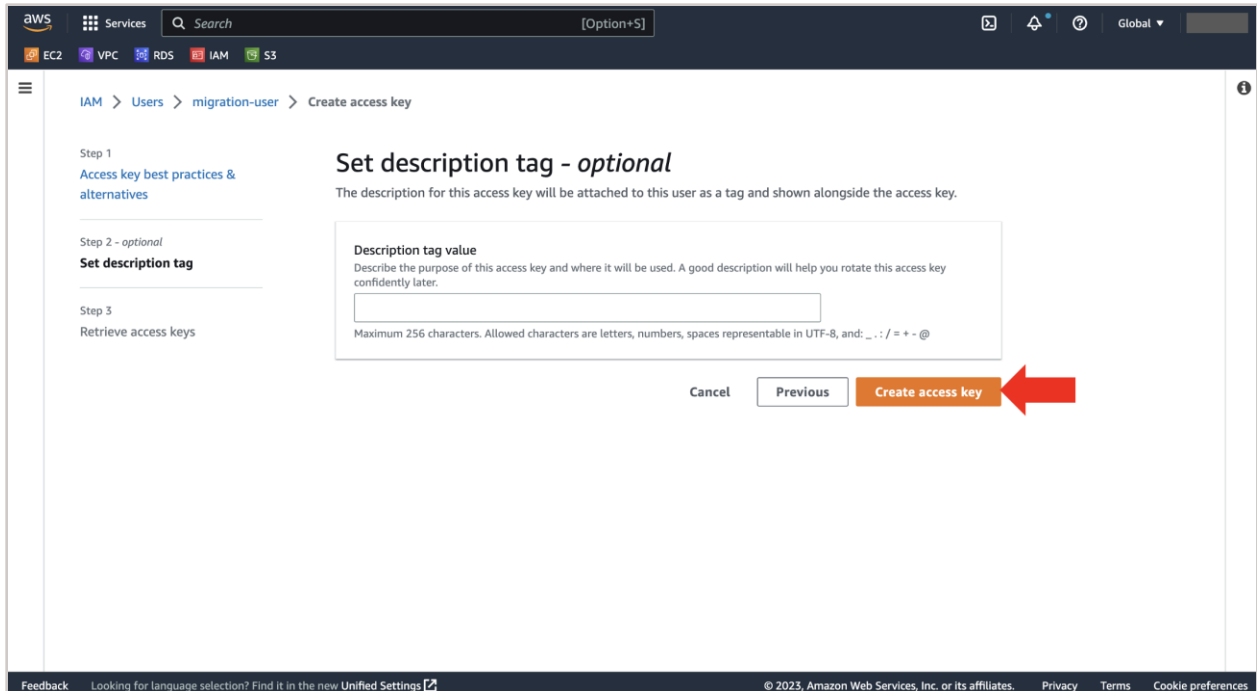 aws Services Search [Option+S] Global
EC2 VPC RDS IAM S3
IAM > Users > migration-user > Create access key
Step 1
Access key best practices &
alternatives
Step 2 - optional
Set description tag
Step 3
Retrieve access keys
Set description tag - optional
The description for this access key will be attached to this user as a tag and shown alongside the access key.
Description tag value
Describe the purpose of this access key and where it will be used. A good description will help you rotate this access key
confidently later.
Maximum 256 characters. Allowed characters are letters, numbers, spaces representable in UTF-8, and: _ . : / = + - @
Cancel Previous Create access key
Feedback Looking for language selection? Find it in the new Unified Settings © 2023, Amazon Web Services, Inc. or its affiliates. Privacy Terms Cookie preferences